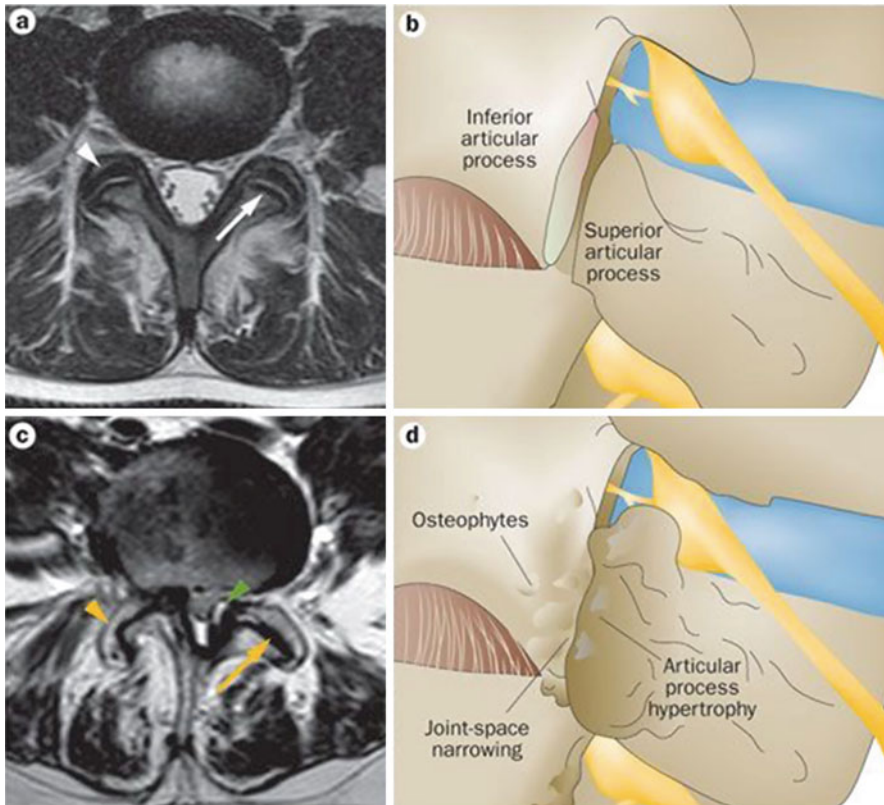 a
b
Inferior
articular
process
Superior
articular
process
c
d
Osteophytes
Articular
process
hypertrophy
Joint-space
narrowing